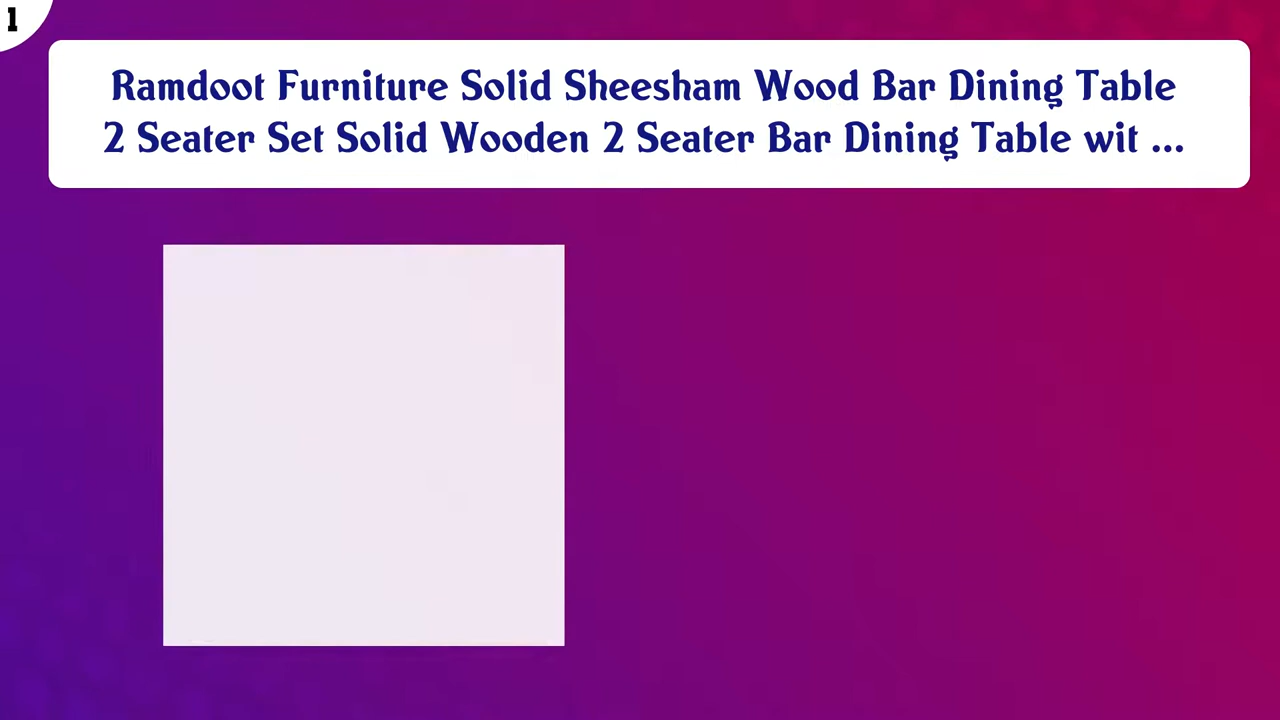 1
Ramdoot Furniture Solid Sheesham Wood Bar Dining Table
2 Seater Set Solid Wooden 2 Seater Bar Dining Table wit ...